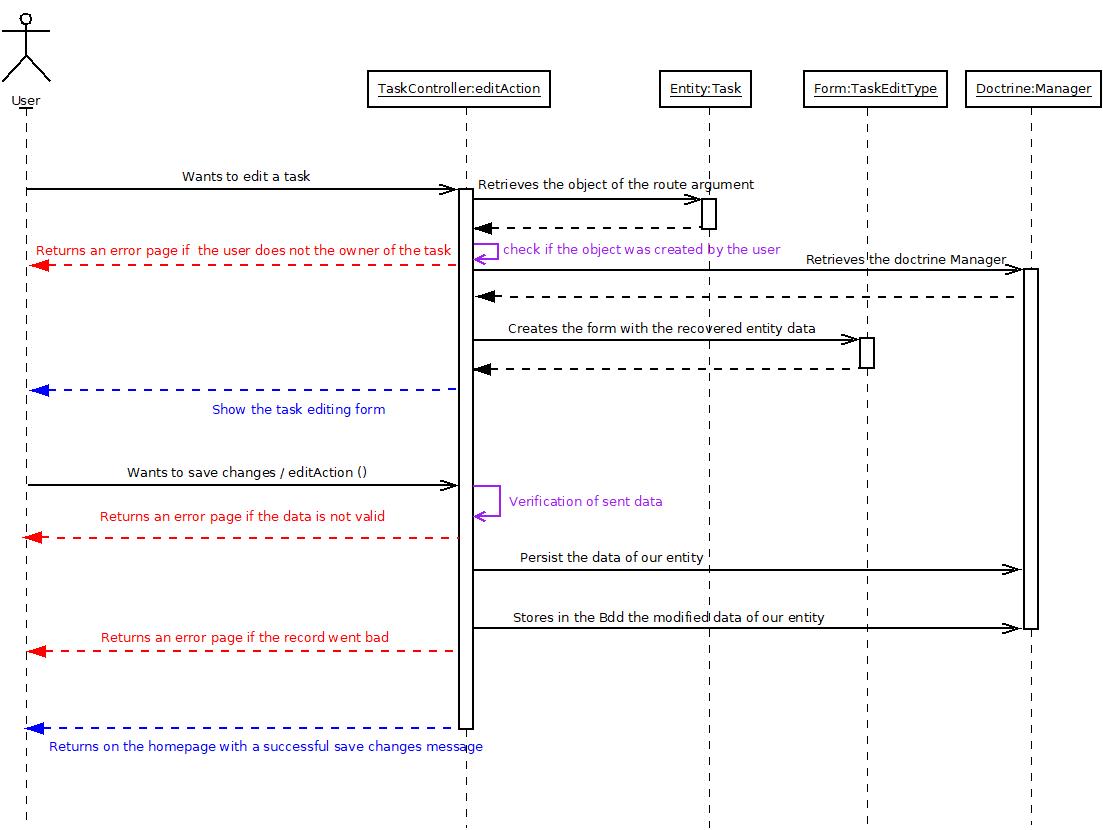 User
TaskController:editAction
Entity:Task
Form:TaskEditType
Doctrine:Manager
Wants to edit a task
Retrieves the object of the route argument
Returns an error page if  the user does not the owner of the task
check if the object was created by the user
Retrieves the doctrine Manager
Creates the form with the recovered entity data
Show the task editing form
Wants to save changes / editAction ()
Verification of sent data
Returns an error page if the data is not valid
Persist the data of our entity
Stores in the Bdd the modified data of our entity
Returns an error page if the record went bad
Returns on the homepage with a successful save changes message